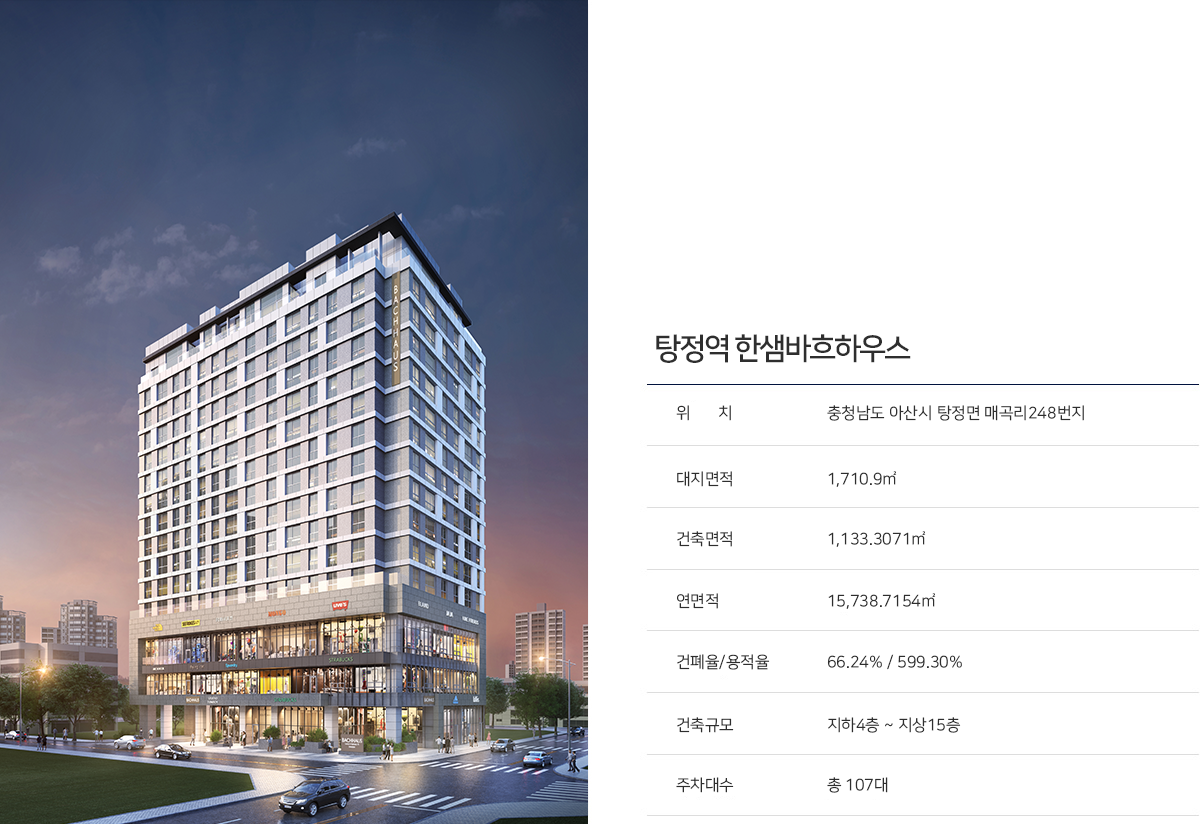 BACHHAUS
탕정역 한샘바흐하우스
위 치 충청남도 아산시 탕정면 매곡리248번지
대지면적 1,710.9㎡
건축면적 1,133.3071㎡
연면적 15,738.7154㎡
건폐율/용적율 66.24% / 599.30%
건축규모 지하4층 ~ 지상15층
주차대수 총 107대